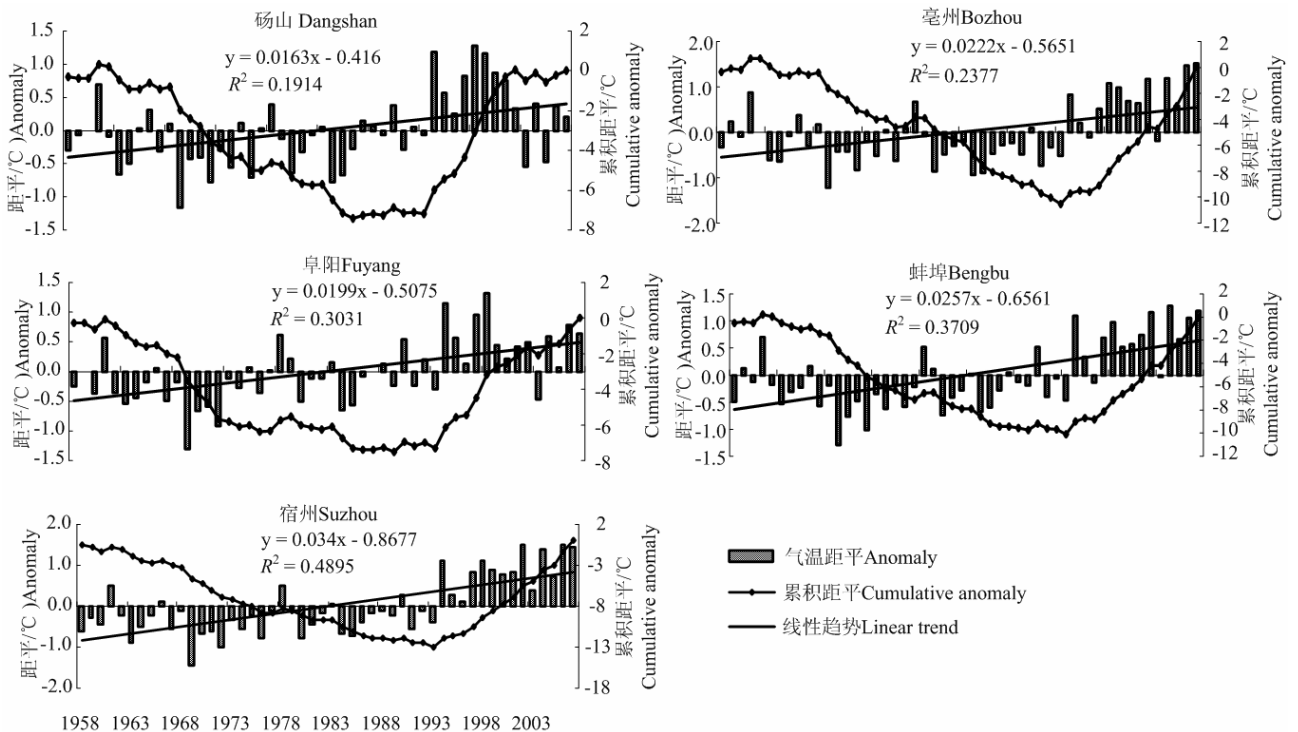 砀山 Dangshan
y = 0.0163x - 0.416
R² = 0.1914
距平/(℃ )Anomaly
1.5
1.0
0.5
0.0
-0.5
-1.0
-1.5
2
0
-2
-4
-6
-8
累积距平/℃
Cumulative anomaly
亳州Bozhou
y = 0.0222x - 0.5651
R²= 0.2377
距平/(℃ )Anomaly
2.0
1.0
0.0
-1.0
-2.0
2
0
-2
-4
-6
-8
-10
-12
累积距平/℃
Cumulative anomaly
阜阳Fuyang
y = 0.0199x - 0.5075
R² = 0.3031
距平/(℃ )Anomaly
1.5
1.0
0.5
0.0
-0.5
-1.0
-1.5
2
0
-2
-4
-6
-8
累积距平/℃
Cumulative anomaly
蚌埠Bengbu
y = 0.0257x - 0.6561
R² = 0.3709
距平/(℃ )Anomaly
1.5
1.0
0.5
0.0
-0.5
-1.0
-1.5
2
0
-2
-4
-6
-8
-10
-12
累积距平/℃
Cumulative anomaly
宿州Suzhou
y = 0.034x - 0.8677
R² = 0.4895
距平/(℃ )Anomaly
2.0
1.0
0.0
-1.0
-2.0
2
-3
-8
-13
-18
累积距平/℃
Cumulative anomaly
1958 1963 1968 1973 1978 1983 1988 1993 1998 2003
气温距平Anomaly
累积距平Cumulative anomaly
线性趋势Linear trend